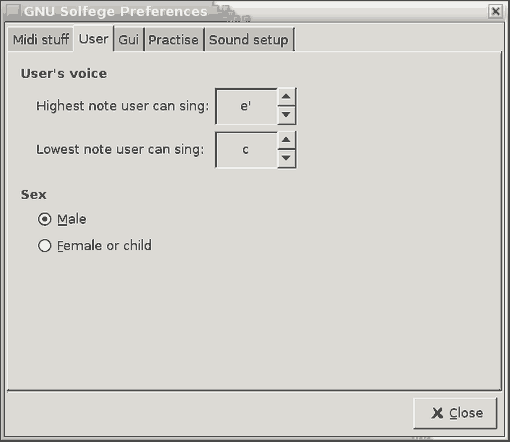 GNU Solfege Preferences
Midi stuff User Gui Practise Sound setup
User's voice
Highest note user can sing: e'
Lowest note user can sing: c
Sex
Male
Female or child
Close